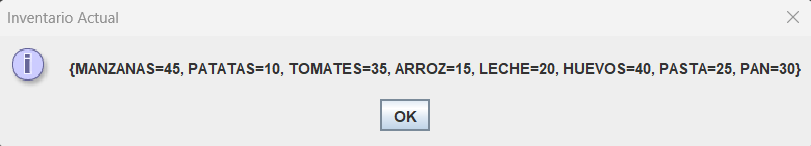 Inventario Actual
{MANZANAS=45, PATATAS=10, TOMATES=35, ARROZ=15, LECHE=20, HUEVOS=40, PASTA=25, PAN=30}
OK